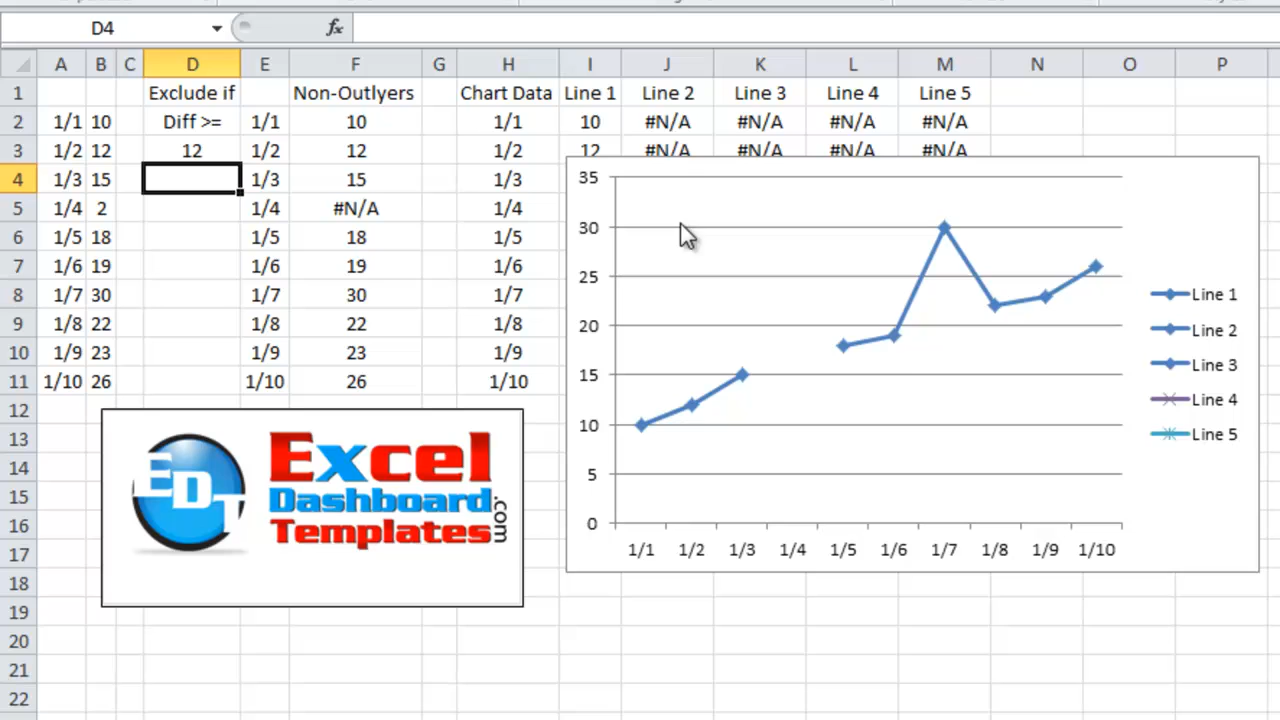 D4 fx
A B C D E F G H I J K L M N O P
1 Exclude if Non-Outlyers Chart Data Line 1 Line 2 Line 3 Line 4 Line 5
2 1/1 10 Diff >= 1/1 10 1/1 10 #N/A #N/A #N/A #N/A
3 1/2 12 12 1/2 12 1/2 12 #N/A #N/A #N/A #N/A
4 1/3 15 1/3 15 1/3
5 1/4 2 1/4 #N/A 1/4
6 1/5 18 1/5 18 1/5
7 1/6 19 1/6 19 1/6
8 1/7 30 1/7 30 1/7
9 1/8 22 1/8 22 1/8
10 1/9 23 1/9 23 1/9
11 1/10 26 1/10 26 1/10
12
13
14
15
16
17
18
19
20
21
22
35
30
25
20
15
10
5
0
1/1 1/2 1/3 1/4 1/5 1/6 1/7 1/8 1/9 1/10
Line 1
Line 2
Line 3
Line 4
Line 5
EDT
Excel
Dashboard
Templates
.com